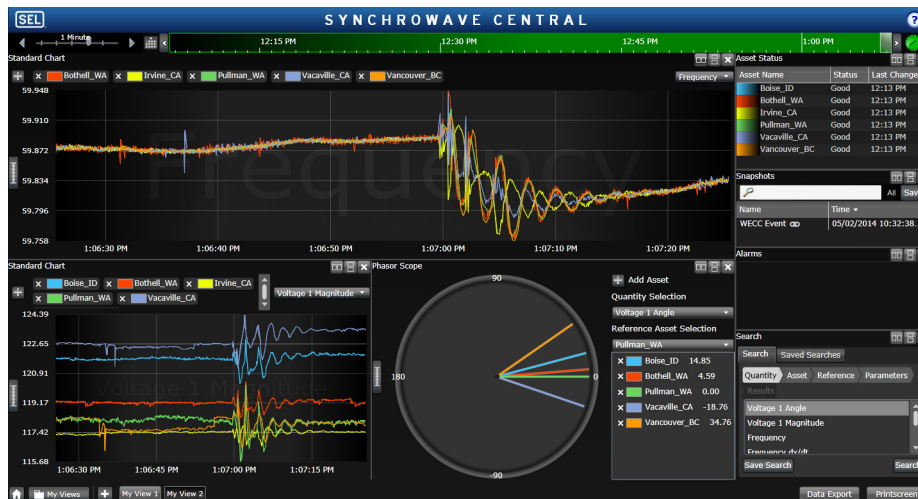 SEL SYNCHROWAVE CENTRAL ?
1 Minute 12:15 PM 12:30 PM 12:45 PM 1:00 PM
Standard Chart
Bothell_WA Irvine_CA Pullman_WA Vacaville_CA Vancouver_BC Frequency
59.948
59.910
59.872
59.834
59.796
59.758
Frequency
1:06:30 PM 1:06:40 PM 1:06:50 PM 1:07:00 PM 1:07:10 PM 1:07:20 PM
Asset Status
Asset Name Status Last Change
Boise_ID Good 12:13 PM
Bothell_WA Good 12:13 PM
Irvine_CA Good 12:13 PM
Pullman_WA Good 12:13 PM
Vacaville_CA Good 12:13 PM
Vancouver_BC Good 12:13 PM
Snapshots
All Sav
Name Time
WECC Event 05/02/2014 10:32:38..
Alarms
Standard Chart
Boise_ID Bothell_WA Irvine_CA
Pullman_WA Vacaville_CA
Voltage 1 Magnitude
124.39
122.65
120.91
119.17
117.42
115.68
Voltage 1 Magnitude
1:06:30 PM 1:06:45 PM 1:07:00 PM 1:07:15 PM
Phasor Scope
90
180
0
-90
Add Asset
Quantity Selection
Voltage 1 Angle
Reference Asset Selection
Pullman_WA
Boise_ID 14.85
Bothell_WA 4.59
Pullman_WA 0.00
Vacaville_CA -18.76
Vancouver_BC 34.76
Search
Search Saved Searches
Quantity Asset Reference Parameters
Results
Voltage 1 Angle
Voltage 1 Magnitude
Frequency
Frequency dx/dt
Save Search Search
My Views My View 1 My View 2 Data Export Printscreen